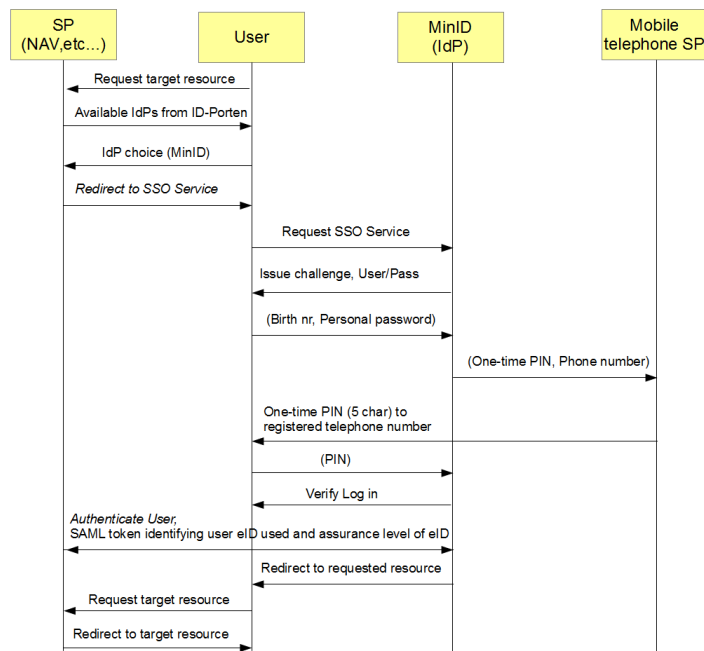 SP
(NAV,etc...)
User
MinID
(IdP)
Mobile
telephone SP
Request target resource
Available IdPs from ID-Porten
IdP choice (MinID)
Redirect to SSO Service
Request SSO Service
Issue challenge, User/Pass
(Birth nr, Personal password)
(One-time PIN, Phone number)
One-time PIN (5 char) to
registered telephone number
(PIN)
Verify Log in
Authenticate User,
SAML token identifying user eID used and assurance level of eID
Redirect to requested resource
Request target resource
Redirect to target resource